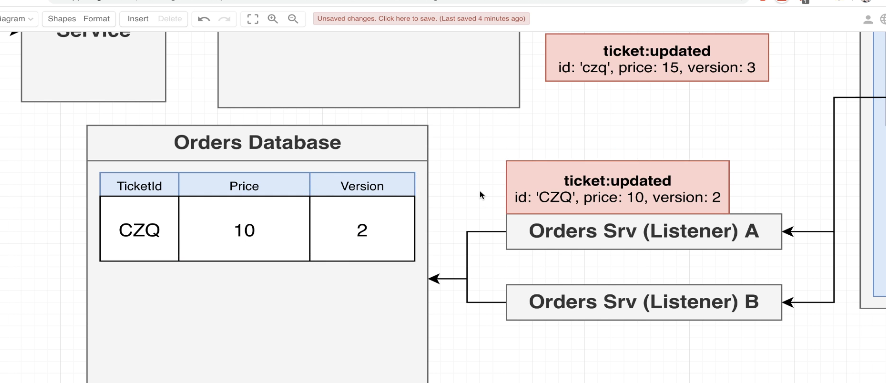 agram
Shapes
Format
Insert
Delete
Unsaved changes. Click here to save. (Last saved 4 minutes ago)
Service
ticket:updated
id: 'czq', price: 15, version: 3
Orders Database
TicketId Price Version
CZQ 10 2
ticket:updated
id: 'CZQ', price: 10, version: 2
Orders Srv (Listener) A
Orders Srv (Listener) B